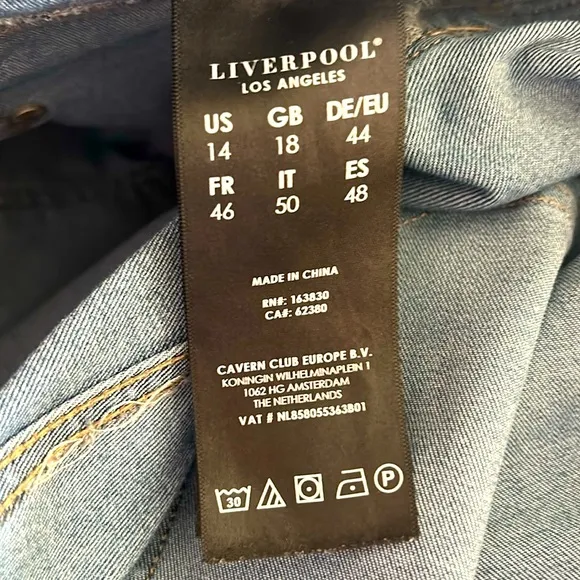 LIVERPOOL®
LOS ANGELES
US GB DE/EU
14 18 44
FR IT ES
46 50 48
MADE IN CHINA
RN#: 163830
CA#: 62380
CAVERN CLUB EUROPE B.V.
KONINGIN WILHELMINAPLEIN 1
1062 HG AMSTERDAM
THE NETHERLANDS
VAT # NL858055363B01
30 P